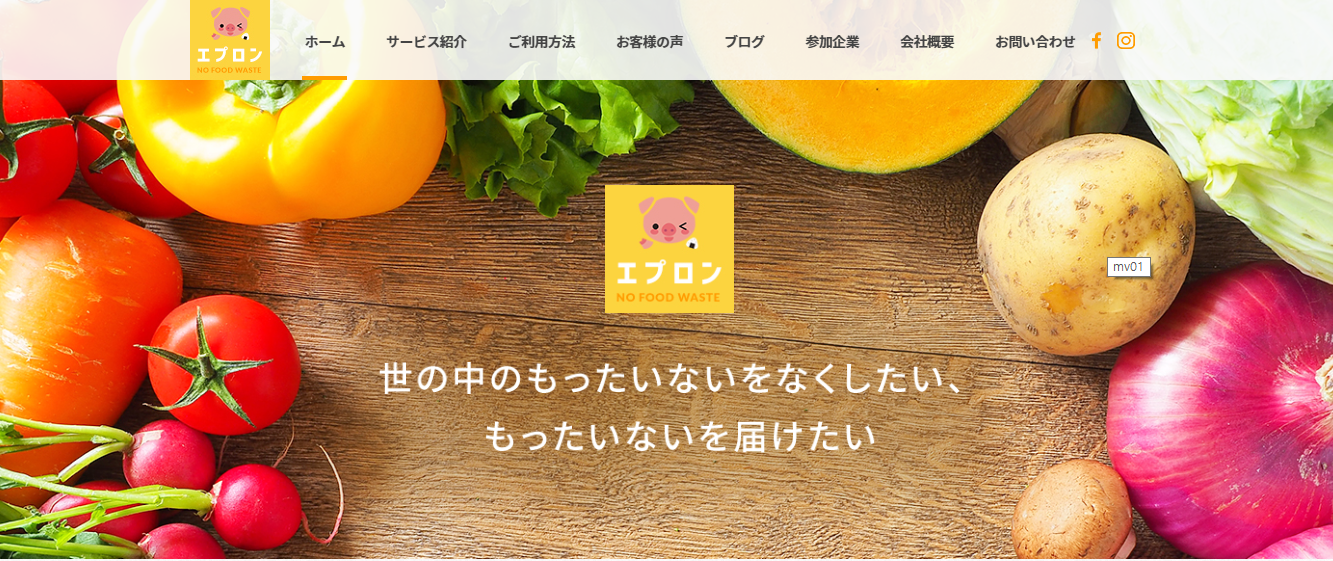 エプロン
NO FOOD WASTE
ホーム
サービス紹介
ご利用方法
お客様の声
ブログ
参加企業
会社概要
お問い合わせ
エプロン
NO FOOD WASTE
mv01
世の中のもったいないをなくしたい、
もったいないを届けたい